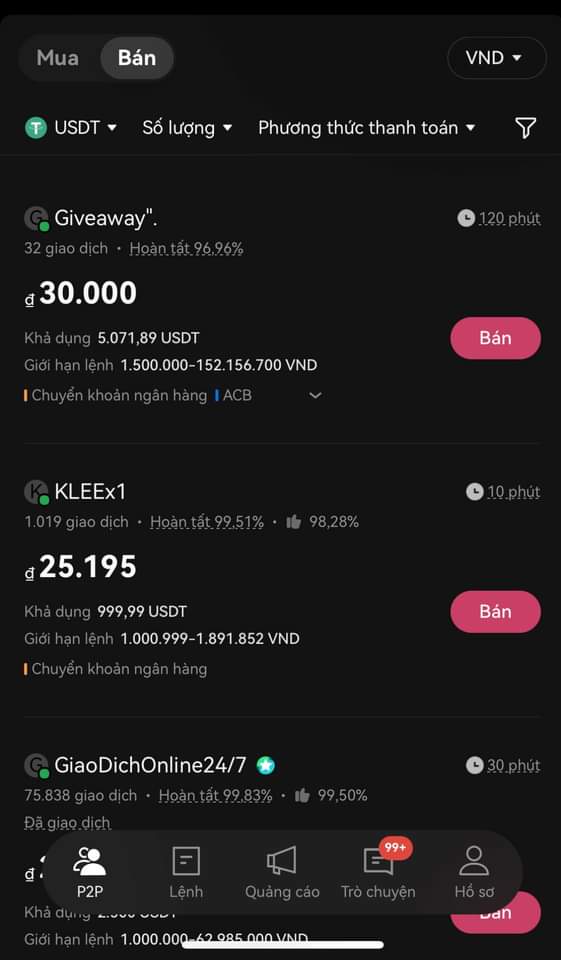 Mua Bán VND
USDT Số lượng Phương thức thanh toán
G Giveaway". 120 phút
32 giao dịch • Hoàn tất 96,96%
₫ 30.000
Khả dụng 5.071,89 USDT
Bán
Giới hạn lệnh 1.500.000-152.156.700 VND
Chuyển khoản ngân hàng ACB
K KLEEx1 10 phút
1.019 giao dịch • Hoàn tất 99,51% • 98,28%
₫ 25.195
Khả dụng 999,99 USDT
Bán
Giới hạn lệnh 1.000.999-1.891.852 VND
Chuyển khoản ngân hàng
G GiaoDichOnline24/7 30 phút
75.838 giao dịch • Hoàn tất 99,83% • 99,50%
Đã giao dịch
₫
99+
P2P Lệnh Quảng cáo Trò chuyện Hồ sơ
Khả dụng USDT
Bán
Giới hạn lệnh 1.000.000-62.985.000 VND